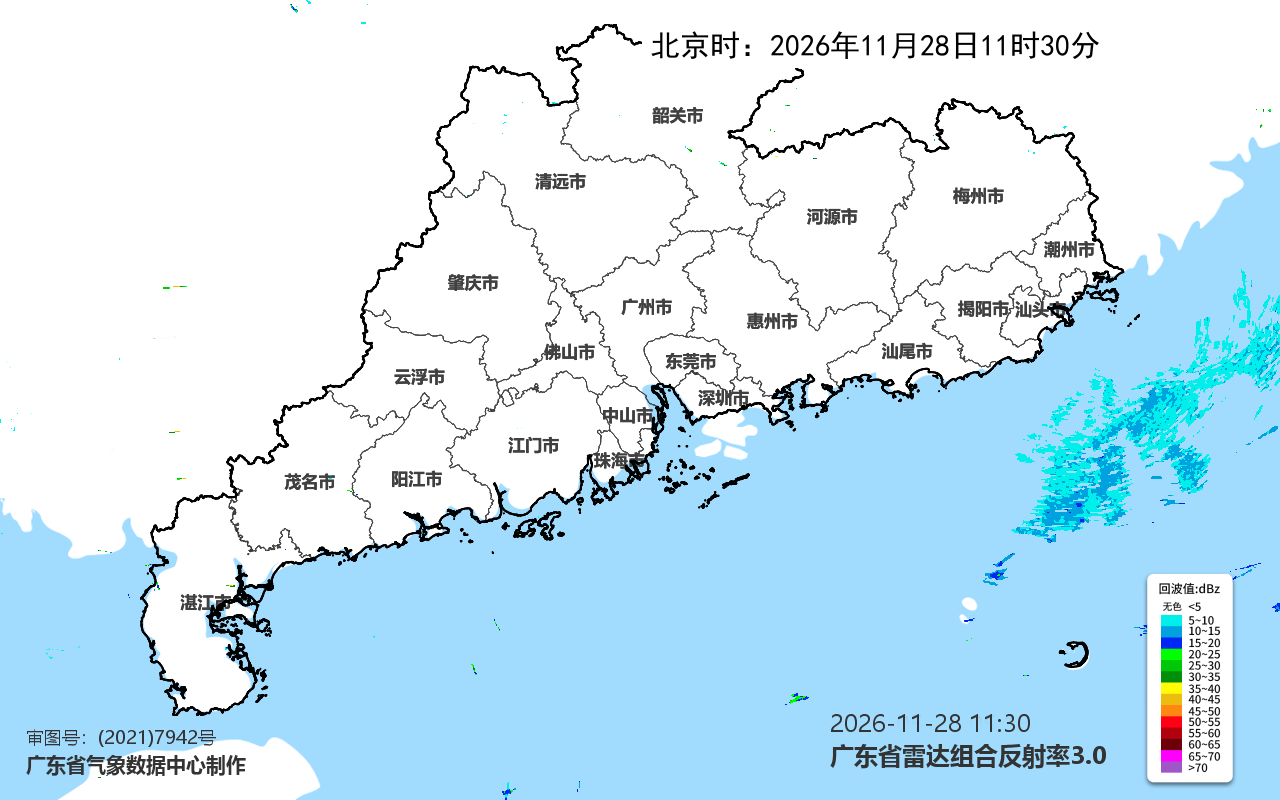 北京时：2026年11月28日11时30分
韶关市
清远市
梅州市
河源市
潮州市
肇庆市
广州市
揭阳市
汕头市
惠州市
佛山市
汕尾市
东莞市
云浮市
深圳市
中山市
江门市
珠海市
阳江市
茂名市
湛江市
回波值:dBz
无色 <5
5~10
10~15
15~20
20~25
25~30
30~35
35~40
40~45
45~50
50~55
55~60
60~65
65~70
>70
2026-11-28 11:30
广东省雷达组合反射率3.0
审图号：(2021)7942号
广东省气象数据中心制作